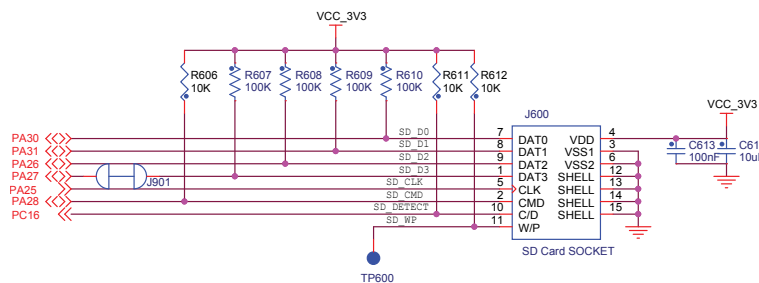 VCC_3V3
R606
10K
R607
100K
R608
100K
R609
100K
R610
100K
R611
10K
R612
10K
J600
VCC_3V3
PA30
SD_D0
7
DAT0
VDD
4
PA31
SD_D1
8
DAT1
VSS1
3
C613
100nF
C61
10u
PA26
SD_D2
9
DAT2
VSS2
6
PA27
J901
SD_D3
1
DAT3
SHELL
12
PA25
SD_CLK
5
CLK
SHELL
13
PA28
SD_CMD
2
CMD
SHELL
14
PC16
SD_DETECT
10
C/D
SHELL
15
SD_WP
11
W/P
SD Card SOCKET
TP600